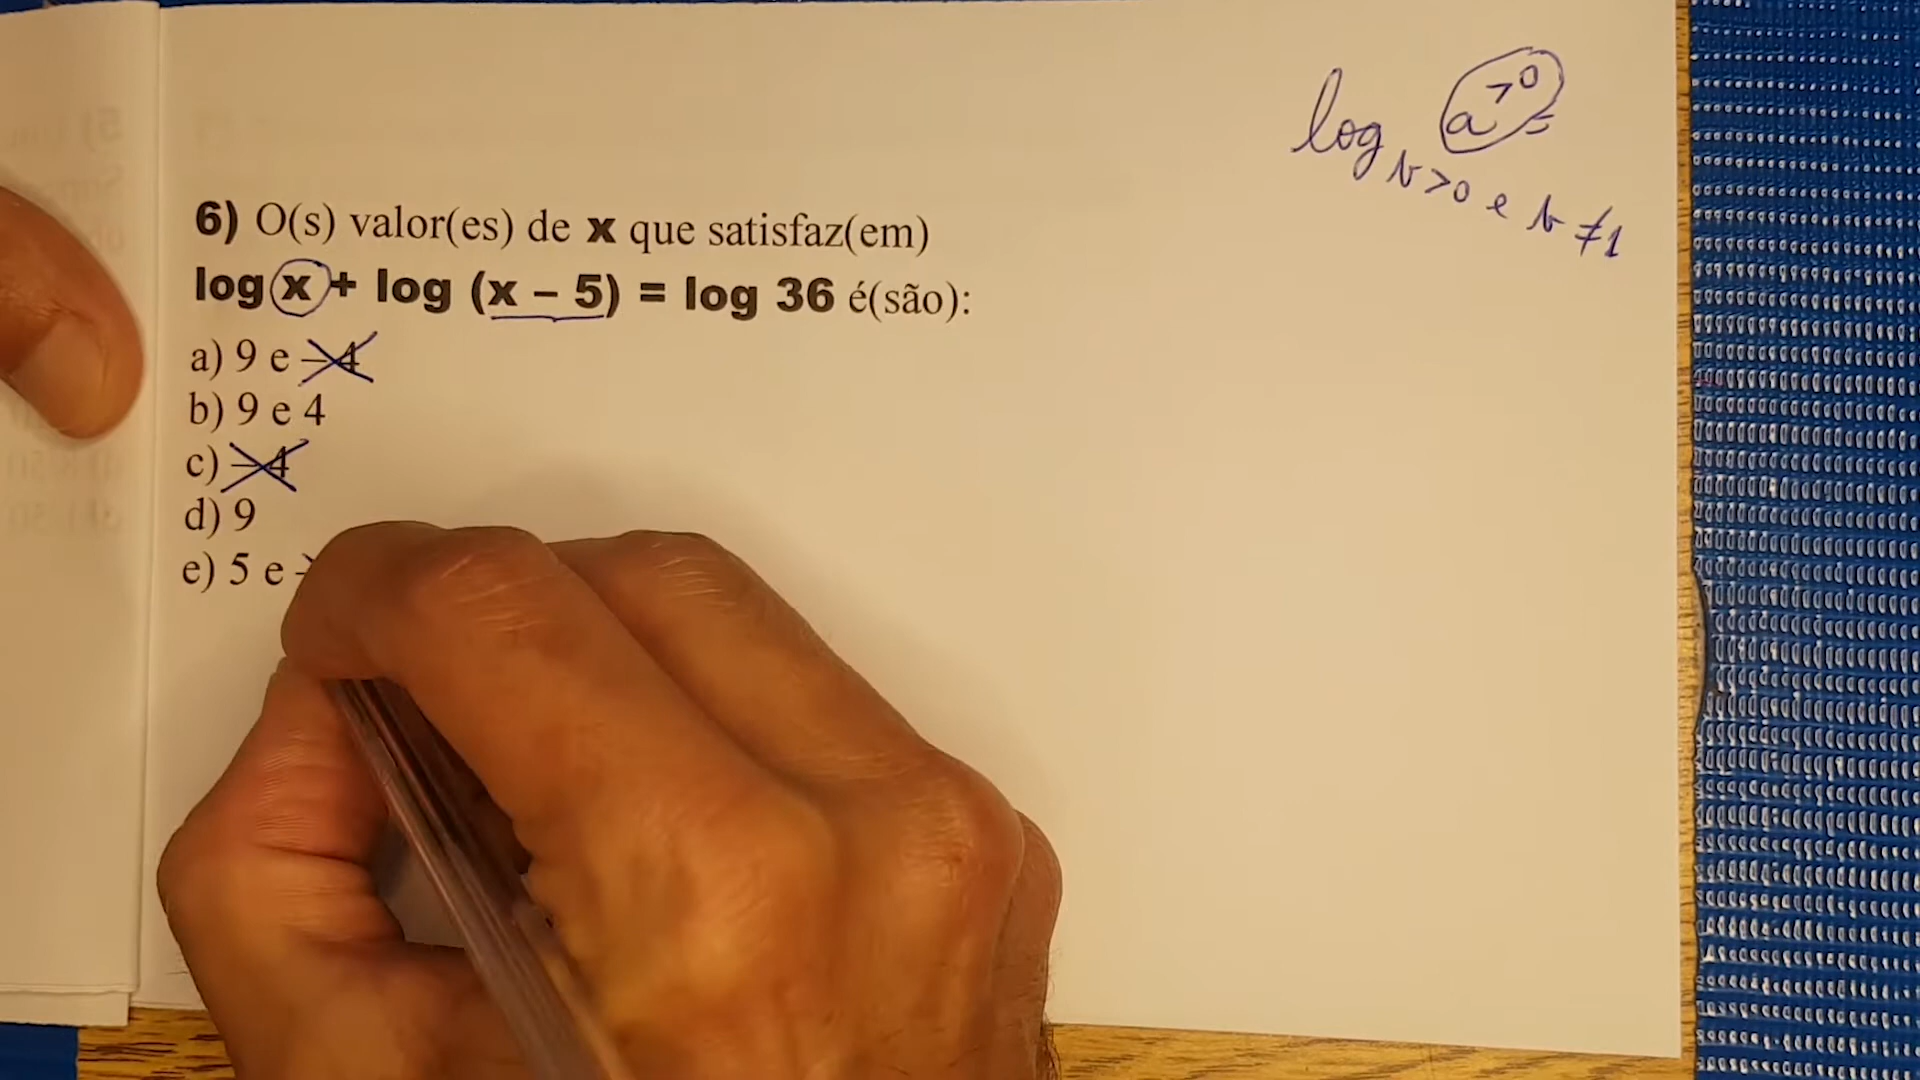 log a>0 =
b>0 e b≠1
6) O(s) valor(es) de x que satisfaz(em)
log x + log (x – 5) = log 36 é(são):
a) 9 e –4
b) 9 e 4
c) –4
d) 9
e) 5 e -